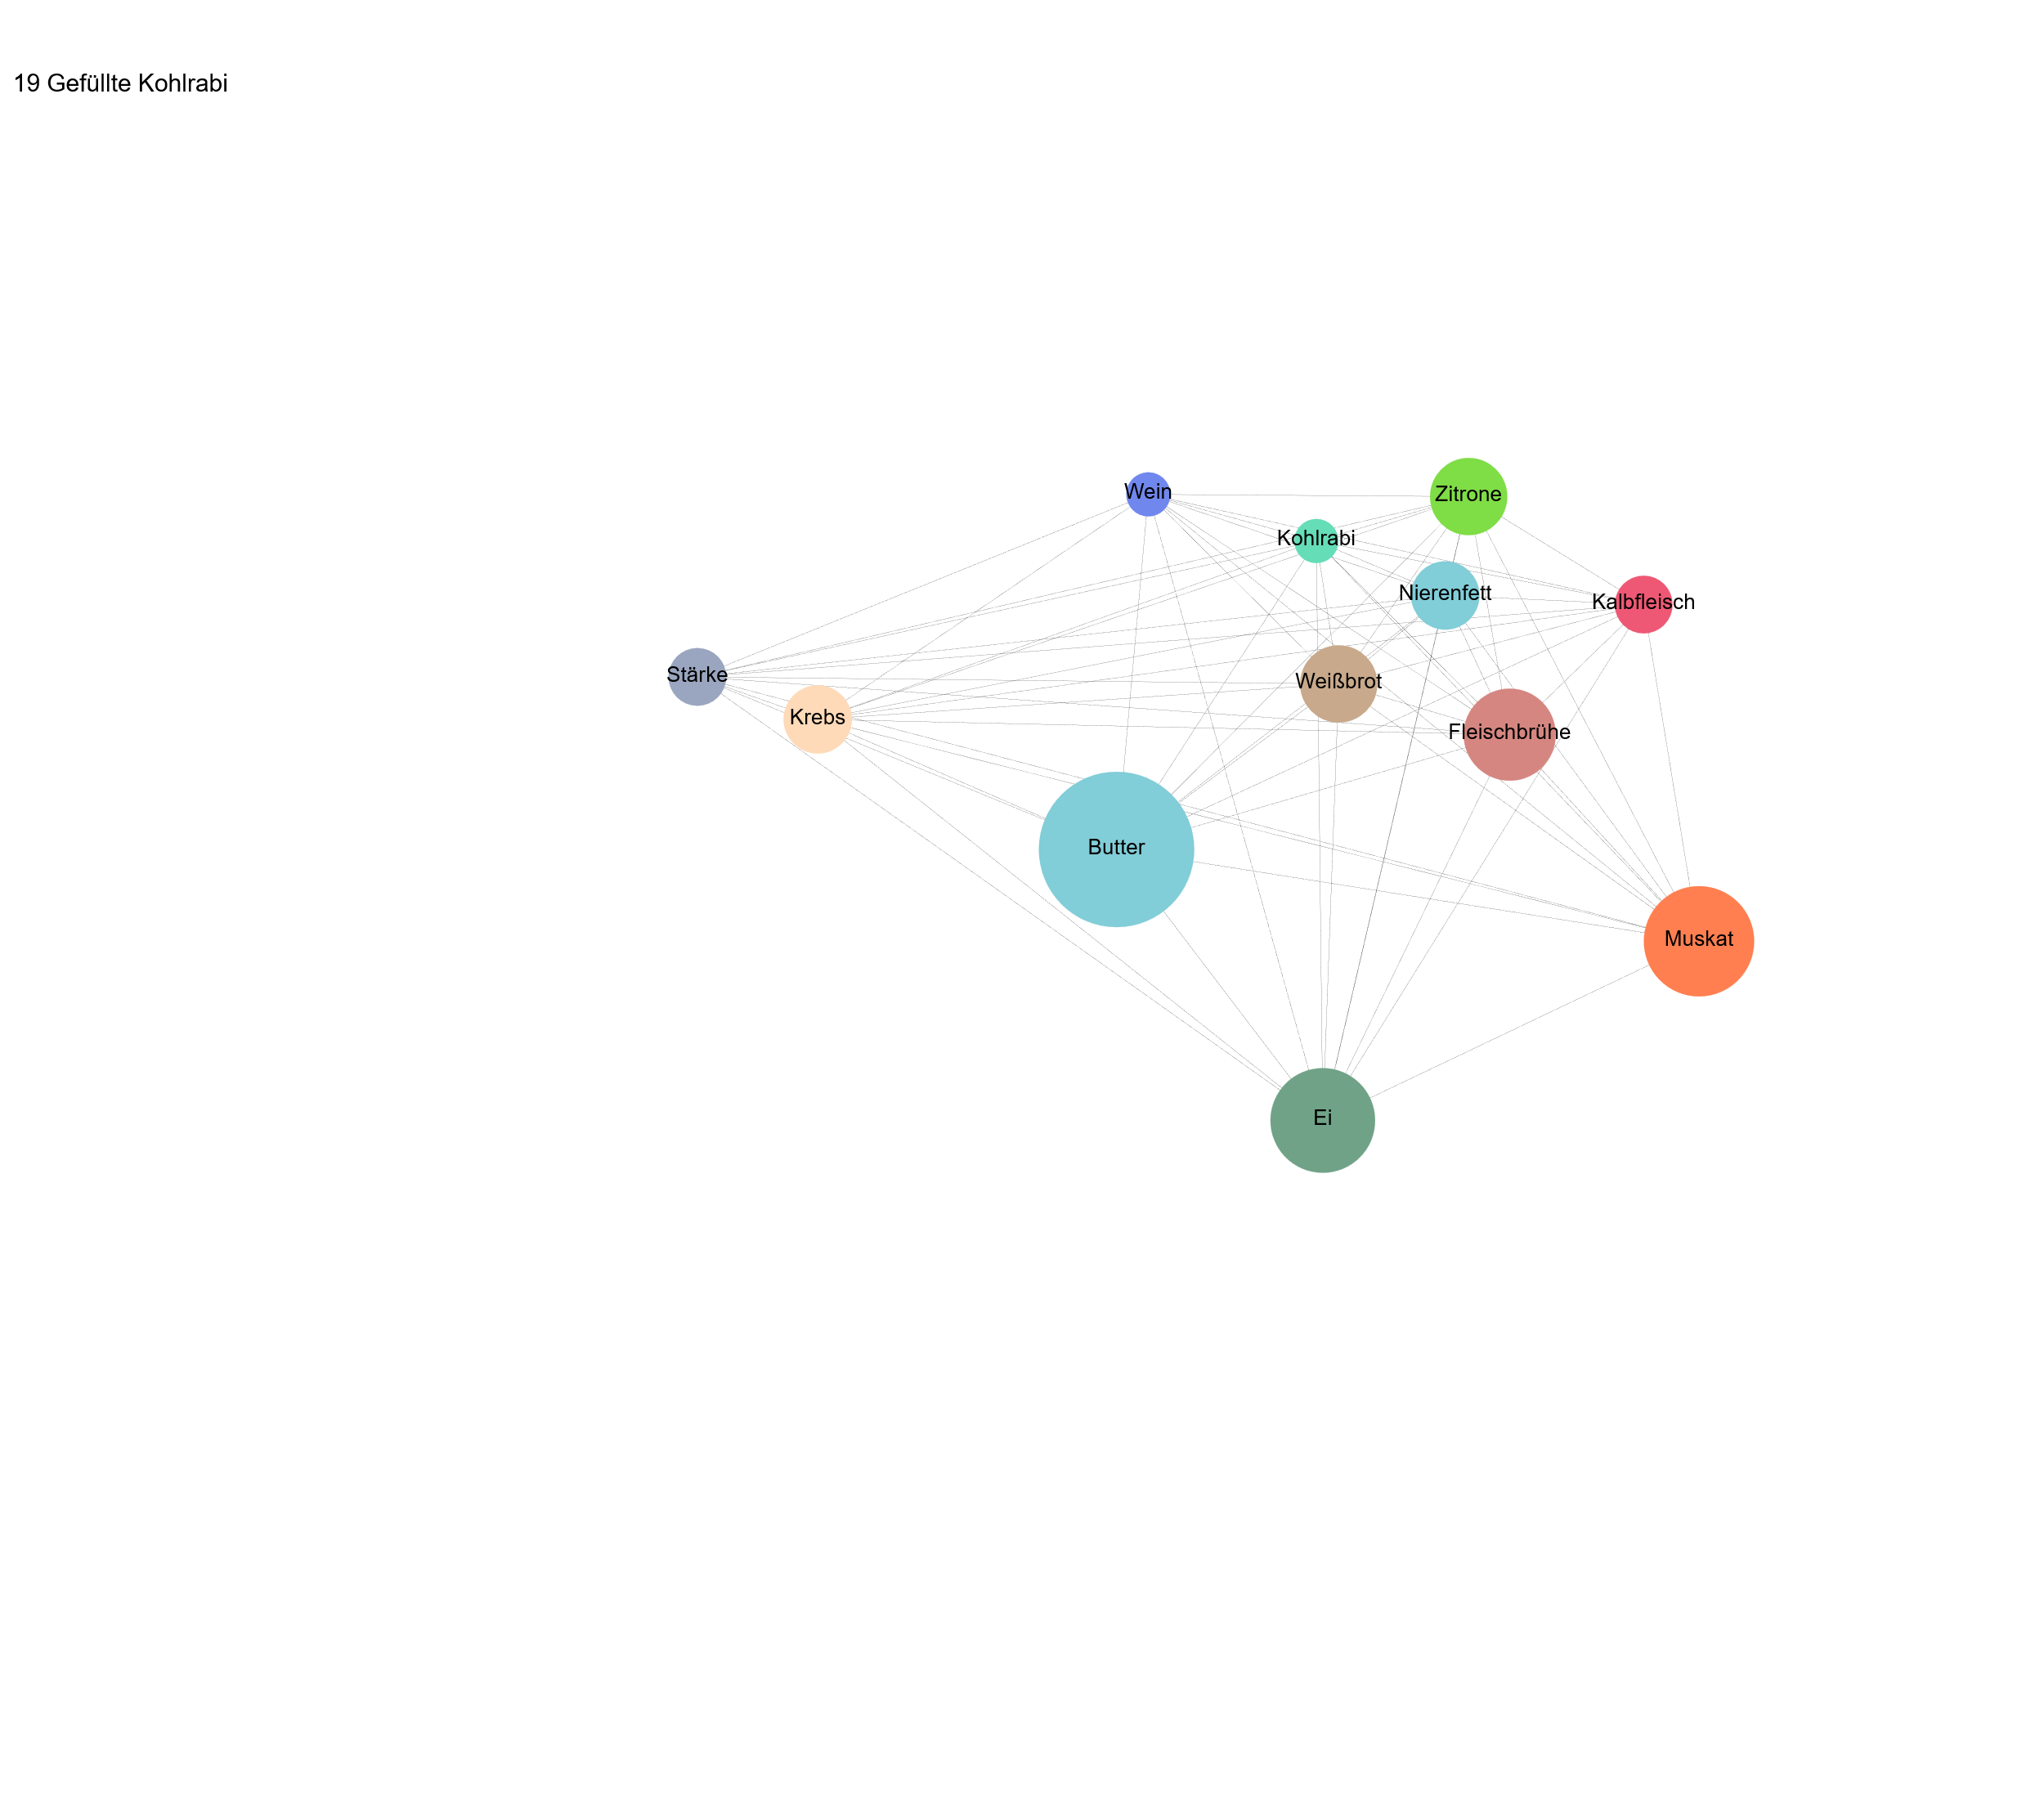 19 Gefüllte Kohlrabi
Wein
Zitrone
Kohlrabi
Nierenfett
Kalbfleisch
Stärke
Weißbrot
Krebs
Fleischbrühe
Butter
Muskat
Ei